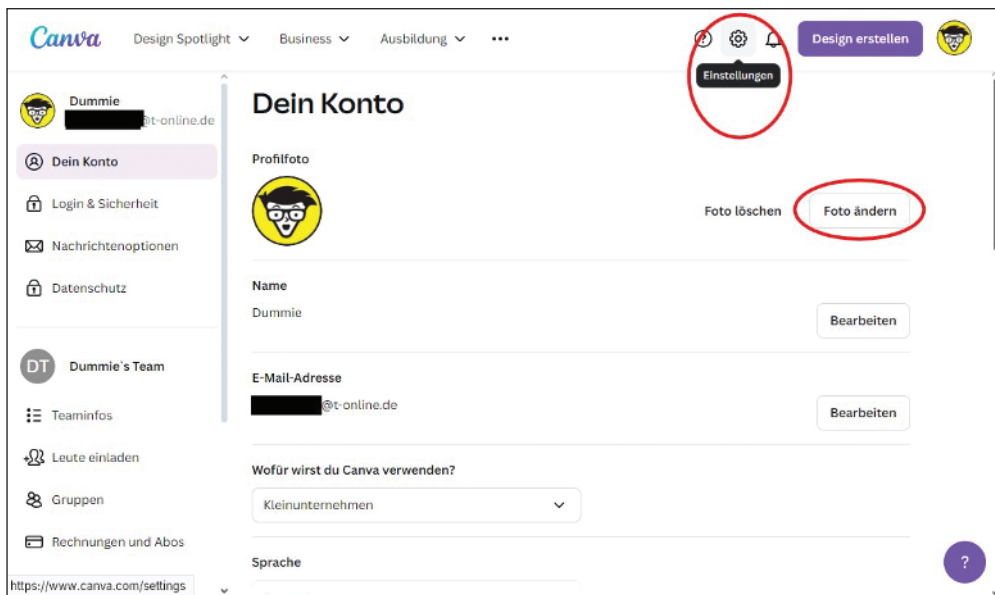 Canva Design Spotlight Business Ausbildung ... Design erstellen
Einstellungen
Dummie
@t-online.de
Dein Konto
Login & Sicherheit
Nachrichtenoptionen
Datenschutz
DT Dummie`s Team
Teaminfos
Leute einladen
Gruppen
Rechnungen und Abos
https://www.canva.com/settings
Dein Konto
Profilfoto
Foto löschen Foto ändern
Name
Dummie
Bearbeiten
E-Mail-Adresse
@t-online.de
Bearbeiten
Wofür wirst du Canva verwenden?
Kleinunternehmen
Sprache
?